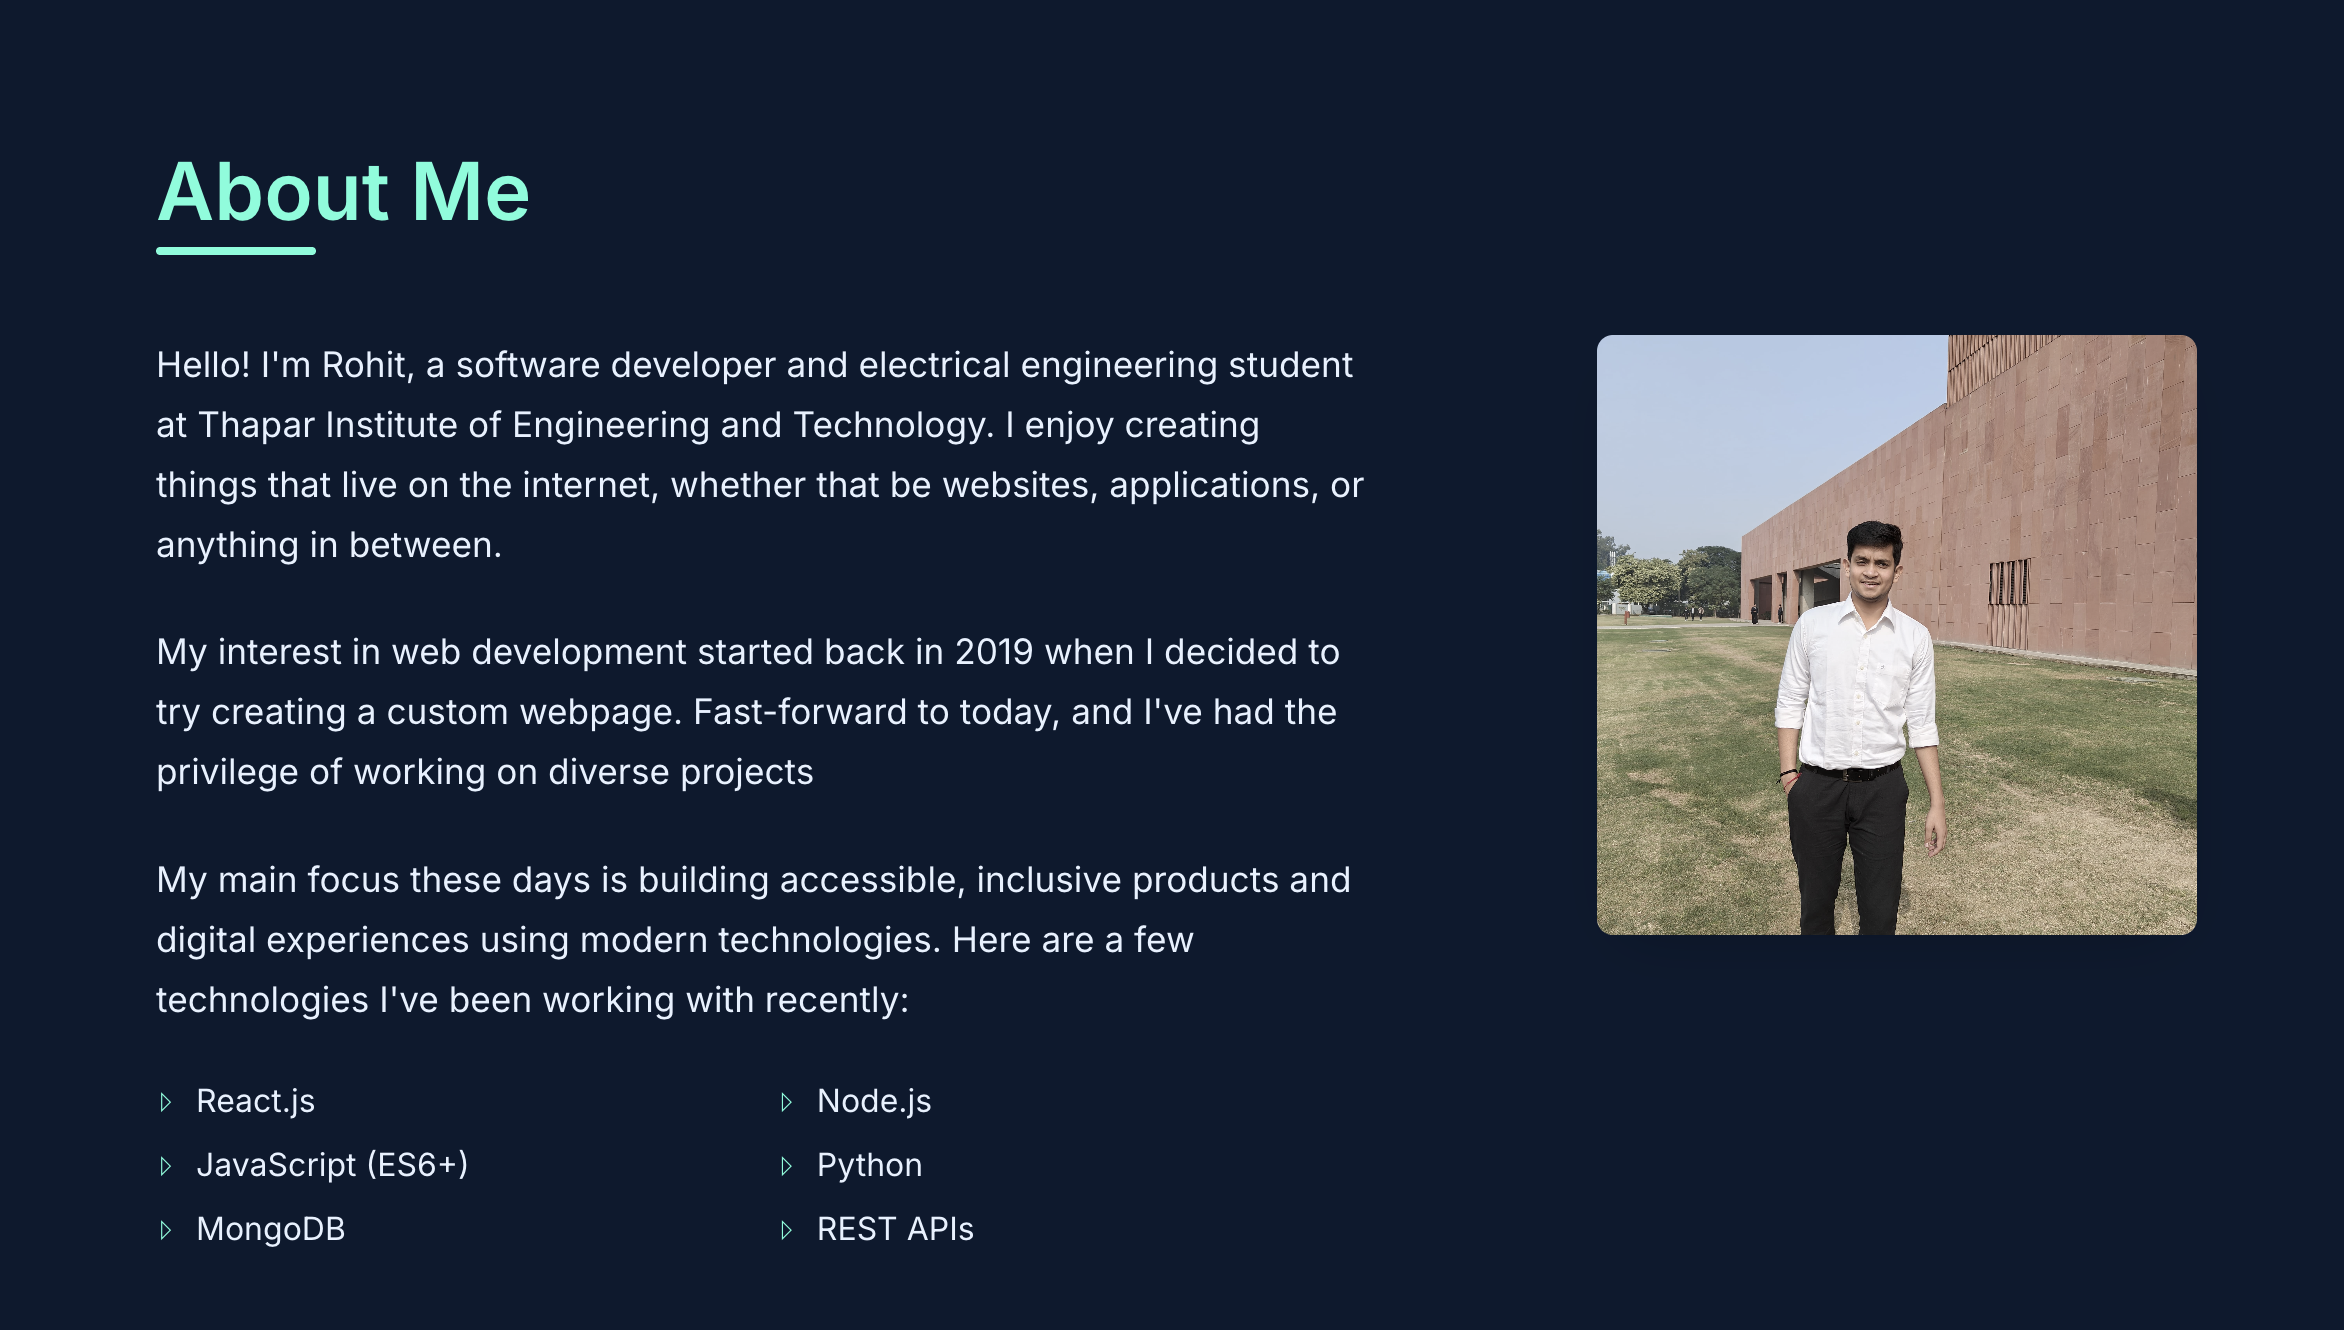 About Me
Hello! I'm Rohit, a software developer and electrical engineering student
at Thapar Institute of Engineering and Technology. I enjoy creating
things that live on the internet, whether that be websites, applications, or
anything in between.
My interest in web development started back in 2019 when I decided to
try creating a custom webpage. Fast-forward to today, and I've had the
privilege of working on diverse projects
My main focus these days is building accessible, inclusive products and
digital experiences using modern technologies. Here are a few
technologies I've been working with recently:
React.js
Node.js
JavaScript (ES6+)
Python
MongoDB
REST APIs